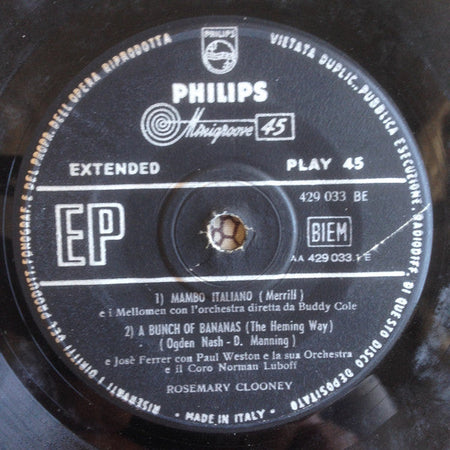 PHILIPS
PHILIPS
Minigroove 45
EXTENDED PLAY 45
429 033 BE
EP
BIEM
AA 429 033.1 E
1) MAMBO ITALIANO (Merrill)
e i Mellomen con l'orchestra diretta da Buddy Cole
2) A BUNCH OF BANANAS (The Heming Way)
(Ogden Nash - D. Manning)
e Josè Ferrer con Paul Weston e la sua Orchestra
e il Coro Norman Luboff
ROSEMARY CLOONEY
RISERVATI I DIRITTI DEL PRODUT. FONOGRAF. E DEL PROPR. DELL'OPERA RIPRODOTTA
VIETATA DUPLIC., PUBBLICA ESECUZIONE, RADIODIFF. DI QUESTO DISCO DEPOSITATO
• MADE IN ITALY •